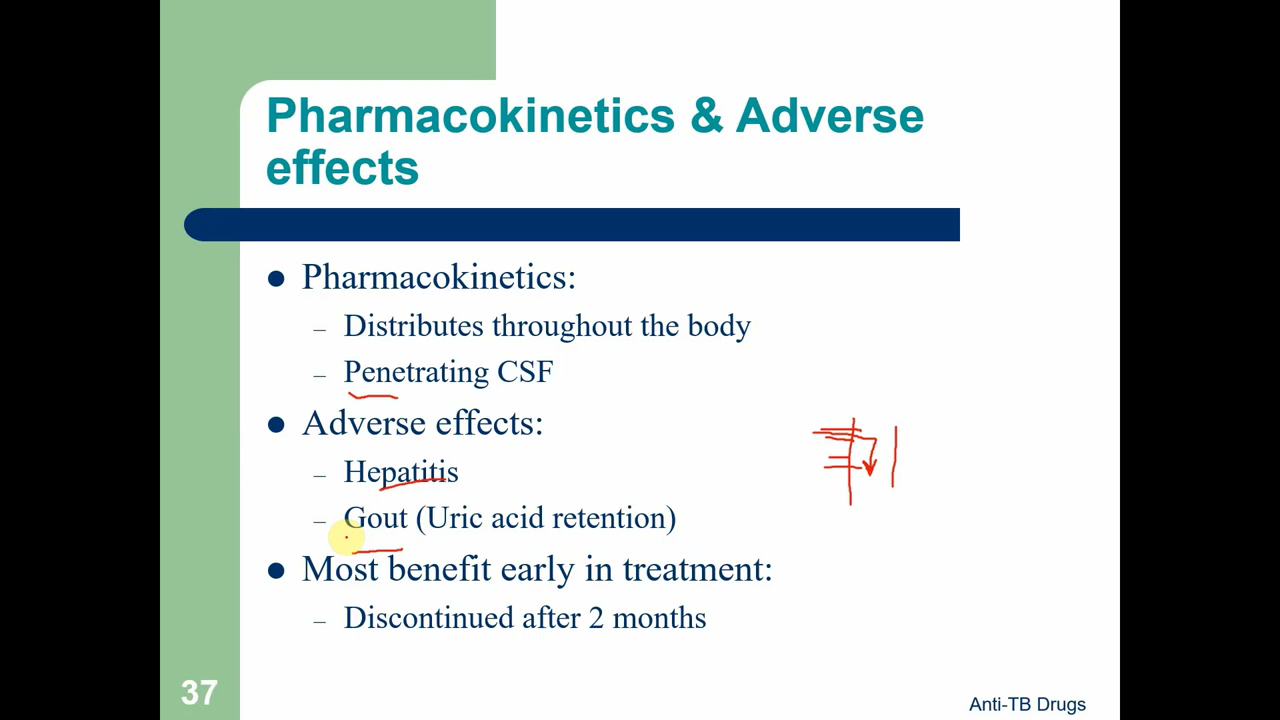 Pharmacokinetics & Adverse
effects
Pharmacokinetics:
– Distributes throughout the body
– Penetrating CSF
Adverse effects:
– Hepatitis
– Gout (Uric acid retention)
Most benefit early in treatment:
– Discontinued after 2 months
37
Anti-TB Drugs